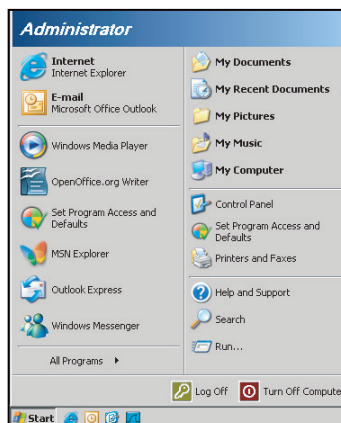 Administrator
Internet
Internet Explorer
E-mail
Microsoft Office Outlook
Windows Media Player
OpenOffice.org Writer
Set Program Access and
Defaults
MSN Explorer
Outlook Express
Windows Messenger
All Programs
My Documents
My Recent Documents
My Pictures
My Music
My Computer
Control Panel
Set Program Access and
Defaults
Printers and Faxes
Help and Support
Search
Run...
Log Off
Turn Off Compute
Start